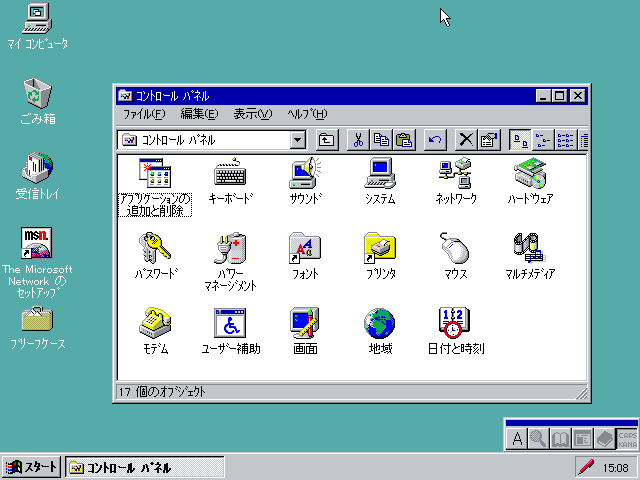 マイ コンピュータ
ごみ箱
受信トレイ
msn.
The Microsoft
Network の
セットアップ
ブリーフケース
コントロール パネル
ファイル(F)
編集(E)
表示(V)
ヘルプ(H)
コントロール パネル
アプリケーションの
追加と削除
キーボード
サウンド
システム
ネットワーク
ハードウェア
パスワード
パワー
マネージメント
フォント
プリンタ
マウス
マルチメディア
モデム
ユーザー補助
画面
地域
日付と時刻
17 個のオブジェクト
A
CAPS
KANA
スタート
コントロール パネル
15:08